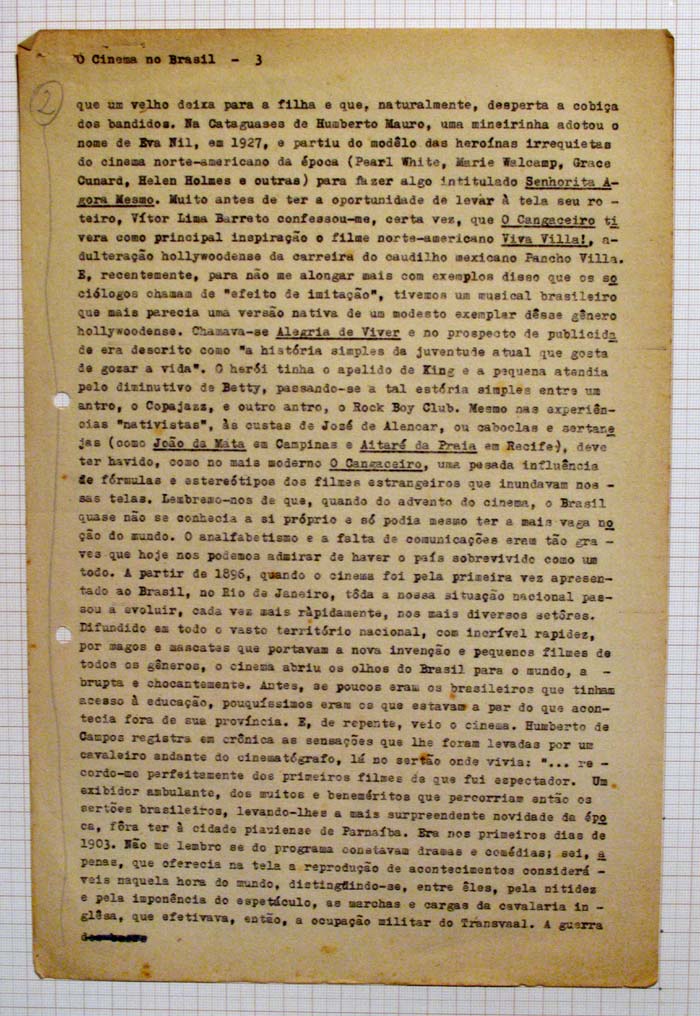 O Cinema no Brasil - 3
2
que um velho deixa para a filha e que, naturalmente, desperta a cobiça
dos bandidos. Na Cataguases de Humberto Mauro, uma mineirinha adotou o
nome de Eva Nil, em 1927, e partiu do modêlo das heroínas irrequietas
do cinema norte-americano da época (Pearl White, Marie Walcamp, Grace
Cunard, Helen Holmes e outras) para fazer algo intitulado Senhorita A-
gora Mesmo. Muito antes de ter a oportunidade de levar à tela seu ro -
teiro, Vítor Lima Barreto confessou-me, certa vez, que O Cangaceiro ti
vera como principal inspiração o filme norte-americano Viva Villa!, a-
dulteração hollywoodense da carreira do caudilho mexicano Pancho Villa.
E, recentemente, para não me alongar mais com exemplos disso que os so
ciólogos chamam de "efeito de imitação", tivemos um musical brasileiro
que mais parecia uma versão nativa de um modesto exemplar dêsse gênero
hollywoodense. Chamava-se Alegria de Viver e no prospecto de publicida
de era descrito como "a história simples da juventude atual que gosta
de gozar a vida". O herói tinha o apelido de King e a pequena atendia
pelo diminutivo de Betty, passando-se a tal estória simples entre um
antro, o Copajazz, e outro antro, o Rock Boy Club. Mesmo nas experiên-
cias "nativistas", às custas de José de Alencar, ou caboclas e sertane
jas (como João da Mata em Campinas e Aitaré da Praia em Recife), deve
ter havido, como no mais moderno O Cangaceiro, uma pesada influência
de fórmulas e estereótipos dos filmes estrangeiros que inundavam nos -
sas telas. Lembremo-nos de que, quando do advento do cinema, o Brasil
quase não se conhecia a si próprio e só podia mesmo ter a mais vaga no
ção do mundo. O analfabetismo e a falta de comunicações eram tão gra -
ves que hoje nos podemos admirar de haver o país sobrevivido como um
todo. A partir de 1896, quando o cinema foi pela primeira vez apresen-
tado ao Brasil, no Rio de Janeiro, tôda a nossa situação nacional pas-
sou a evoluir, cada vez mais ràpidamente, nos mais diversos setôres.
Difundido em todo o vasto território nacional, com incrível rapidez,
por magos e mascates que portavam a nova invenção e pequenos filmes de
todos os gêneros, o cinema abriu os olhos do Brasil para o mundo, a -
brupta e chocantemente. Antes, se poucos eram os brasileiros que tinham
acesso à educação, pouquíssimos eram os que estavam a par do que acon-
tecia fora de sua província. E, de repente, veio o cinema. Humberto de
Campos registra em crônica as sensações que lhe foram levadas por um
cavaleiro andante do cinematógrafo, lá no sertão onde vivia: "... re -
cordo-me perfeitamente dos primeiros filmes de que fui espectador. Um
exibidor ambulante, dos muitos e beneméritos que percorriam então os
sertões brasileiros, levando-lhes a mais surpreendente novidade da épo
ca, fôra ter à cidade piauiense de Parnaíba. Era nos primeiros dias de
1903. Não me lembro se do programa constavam dramas e comédias; sei, a
penas, que oferecia na tela a reprodução de acontecimentos considerá -
veis naquela hora do mundo, distingüindo-se, entre êles, pela nitidez
e pela imponência do espetáculo, as marchas e cargas da cavalaria in -
glêsa, que efetivava, então, a ocupação militar do Transvaal. A guerra